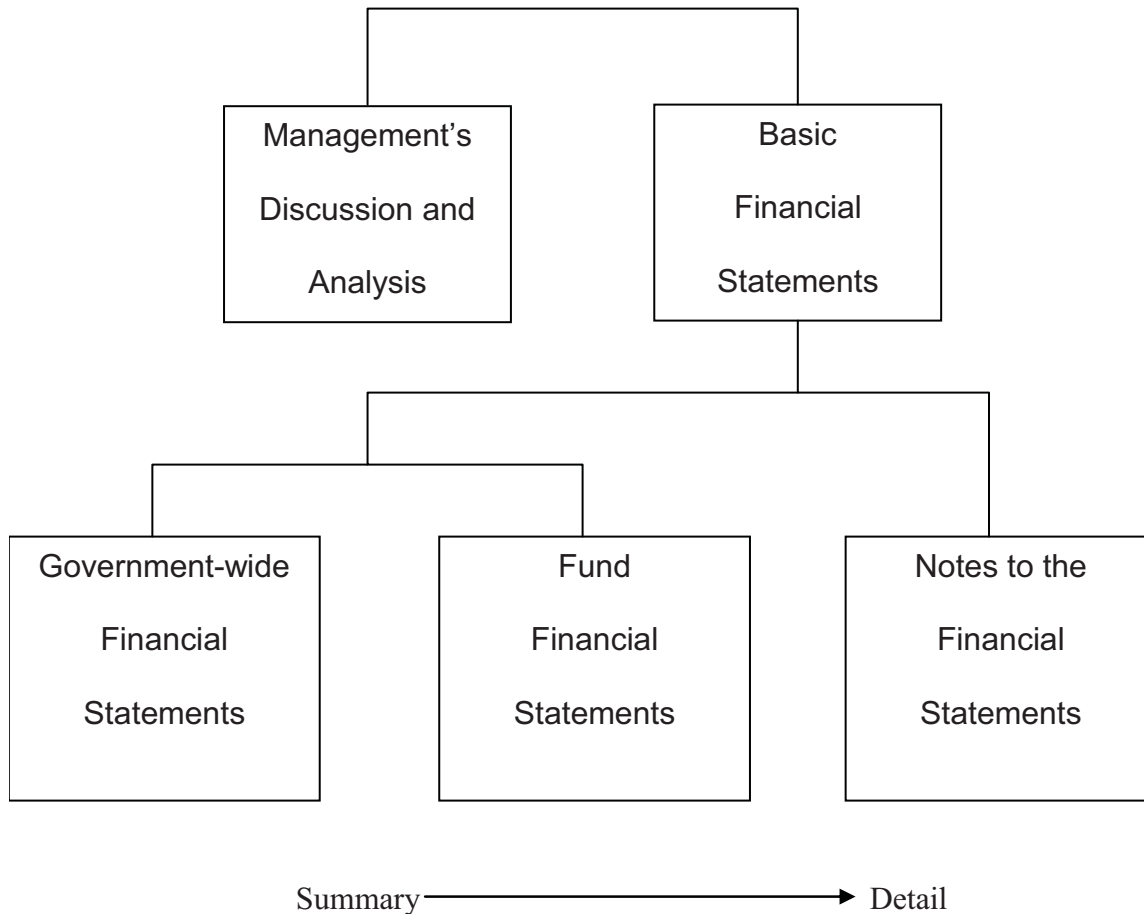 Management’s
Discussion and
Analysis
Basic
Financial
Statements
Government-wide
Financial
Statements
Fund
Financial
Statements
Notes to the
Financial
Statements
Summary
Detail